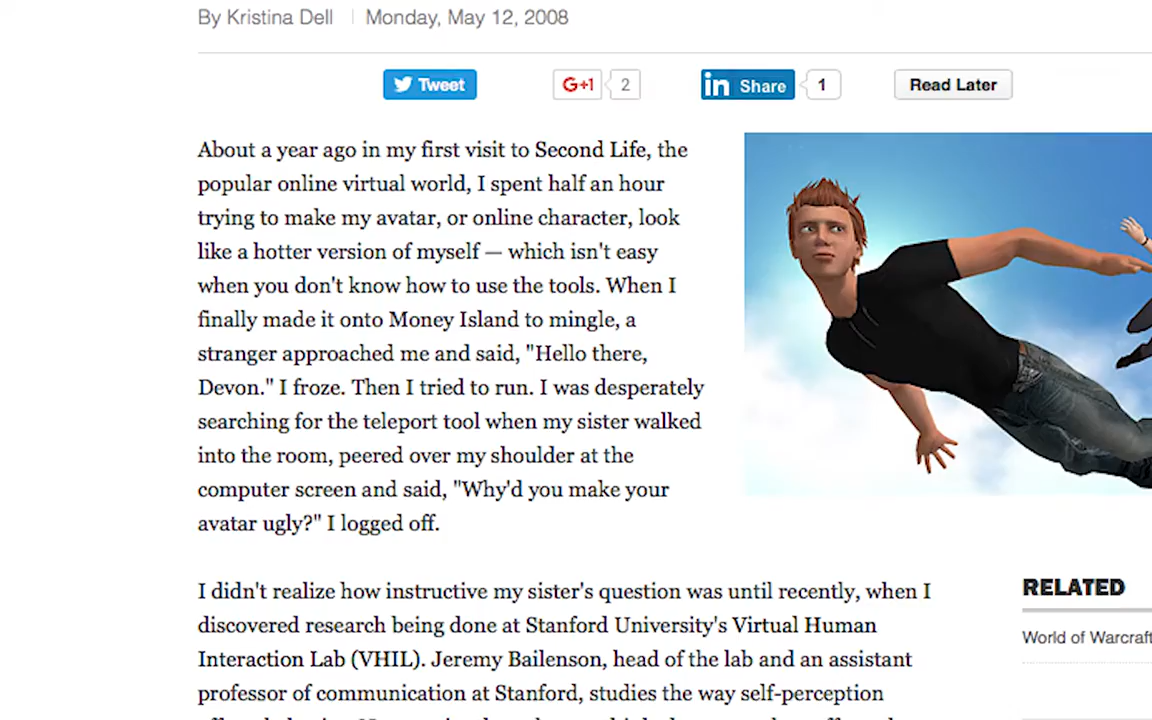 By Kristina Dell Monday, May 12, 2008
Tweet G+1 2 in Share 1 Read Later
About a year ago in my first visit to Second Life, the
popular online virtual world, I spent half an hour
trying to make my avatar, or online character, look
like a hotter version of myself — which isn't easy
when you don't know how to use the tools. When I
finally made it onto Money Island to mingle, a
stranger approached me and said, "Hello there,
Devon." I froze. Then I tried to run. I was desperately
searching for the teleport tool when my sister walked
into the room, peered over my shoulder at the
computer screen and said, "Why'd you make your
avatar ugly?" I logged off.
I didn't realize how instructive my sister's question was until recently, when I
discovered research being done at Stanford University's Virtual Human
Interaction Lab (VHIL). Jeremy Bailenson, head of the lab and an assistant
professor of communication at Stanford, studies the way self-perception
RELATED
World of Warcraft